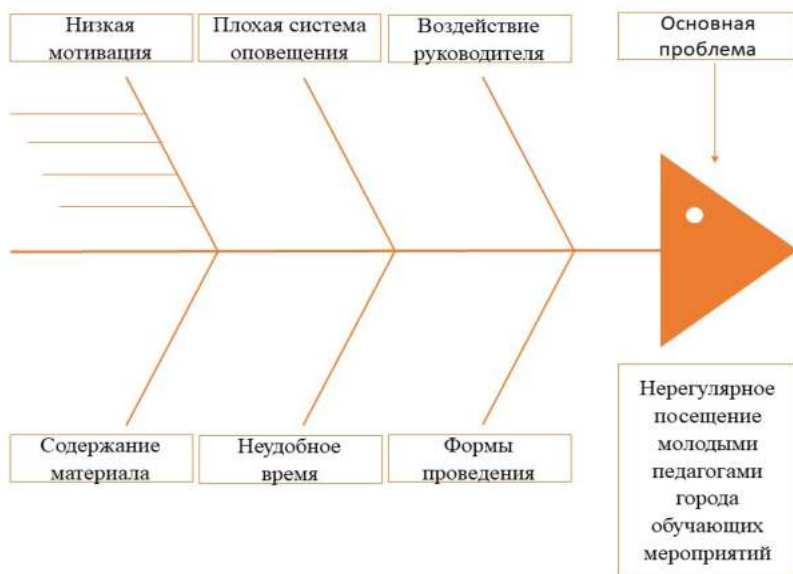 Низкая
мотивация
Плохая система
оповещения
Воздействие
руководителя
Основная
проблема
Содержание
материала
Неудобное
время
Формы
проведения
Нерегулярное
посещение
молодыми
педагогами
города
обучающих
мероприятий